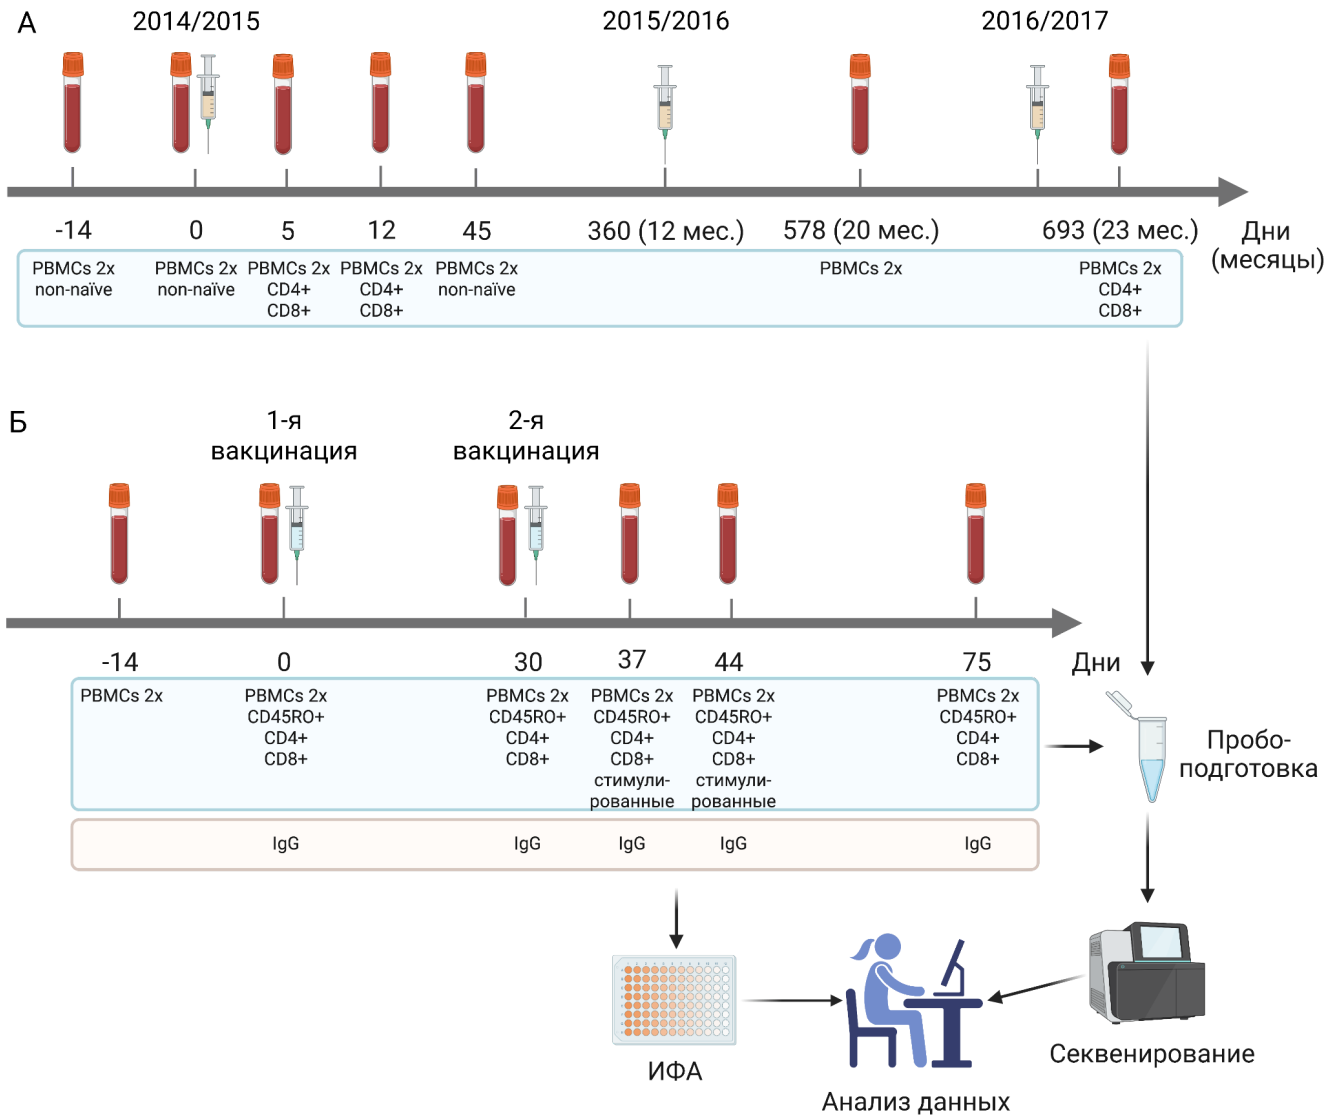 А
2014/2015
2015/2016
2016/2017
-14
0
5
12
45
360 (12 мес.)
578 (20 мес.)
693 (23 мес.)
Дни
(месяцы)
PBMCs 2x
non-naïve
PBMCs 2x
non-naïve
PBMCs 2x
CD4+
CD8+
PBMCs 2x
CD4+
CD8+
PBMCs 2x
non-naïve
PBMCs 2x
PBMCs 2x
CD4+
CD8+
Б
1-я
вакцинация
2-я
вакцинация
-14
0
30
37
44
75
Дни
PBMCs 2x
PBMCs 2x
CD45RO+
CD4+
CD8+
PBMCs 2x
CD45RO+
CD4+
CD8+
PBMCs 2x
CD45RO+
CD4+
CD8+
стимули-
рованные
PBMCs 2x
CD45RO+
CD4+
CD8+
стимули-
рованные
PBMCs 2x
CD45RO+
CD4+
CD8+
IgG
IgG
IgG
IgG
IgG
Пробо-
подготовка
ИФА
Анализ данных
Секвенирование